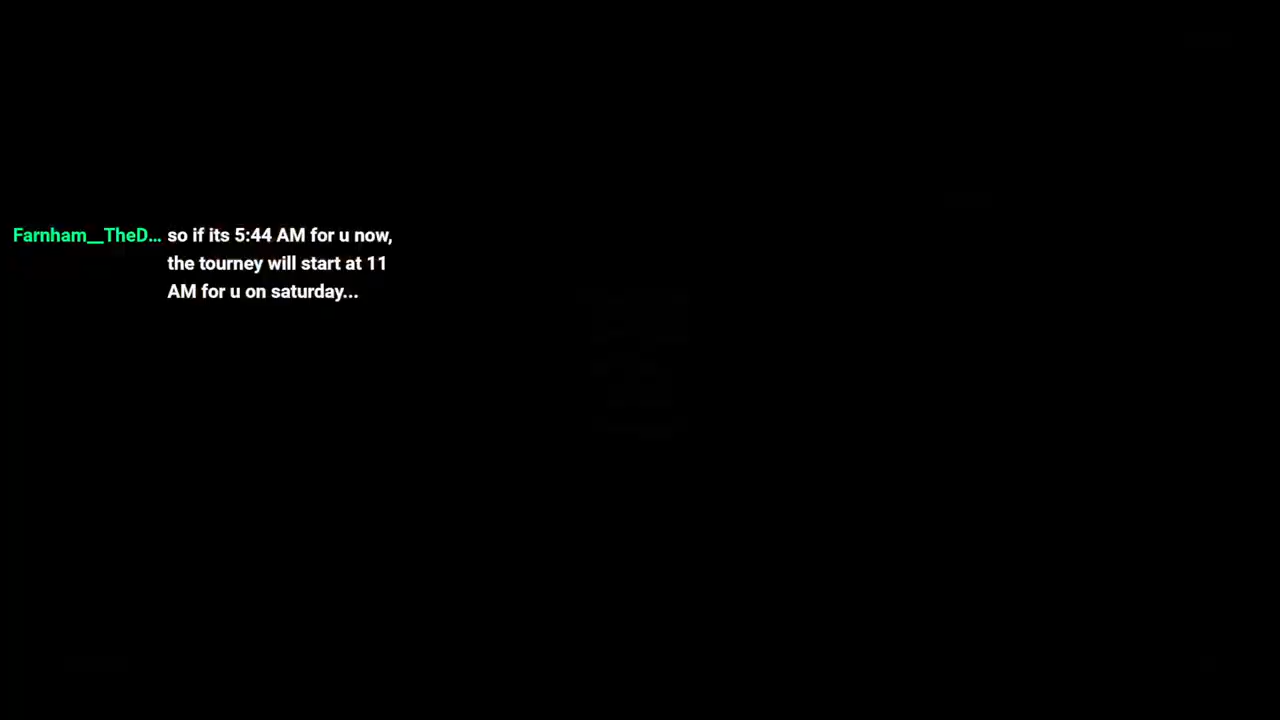 Farnham__TheD... so if its 5:44 AM for u now,
the tourney will start at 11
AM for u on saturday...